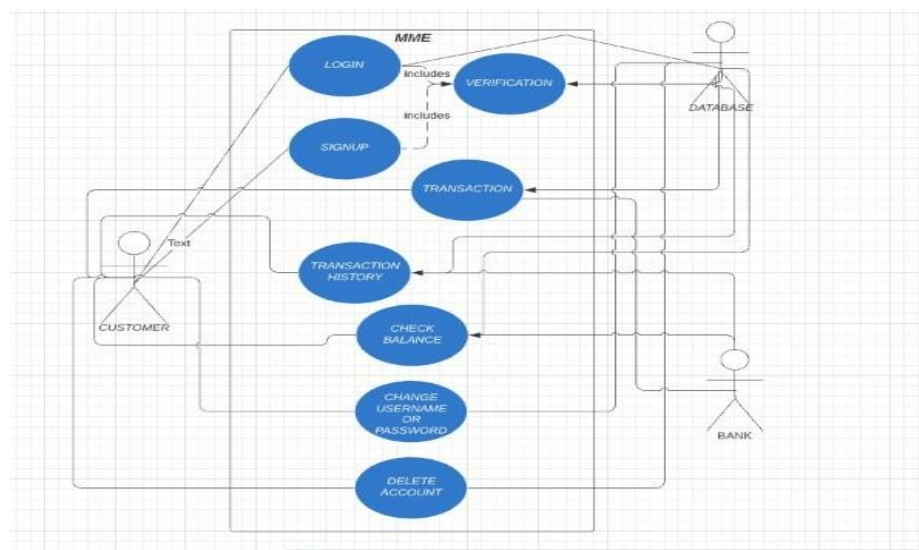 MME
LOGIN
includes
VERIFICATION
DATABASE
includes
SIGNUP
TRANSACTION
Text
TRANSACTION
HISTORY
CUSTOMER
CHECK
BALANCE
CHANGE
USERNAME
OR
PASSWORD
BANK
DELETE
ACCOUNT